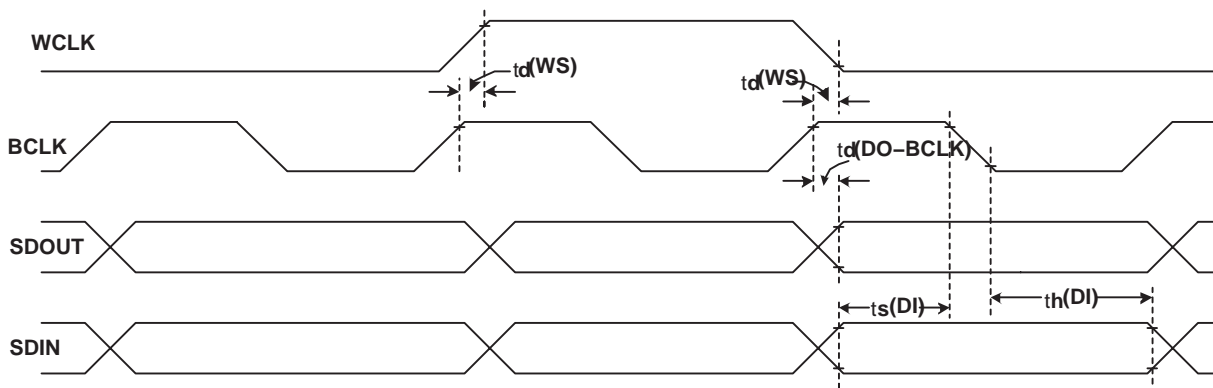 WCLK
td(WS)
td(WS)
BCLK
td(DO–BCLK)
SDOUT
ts(DI)
th(DI)
SDIN